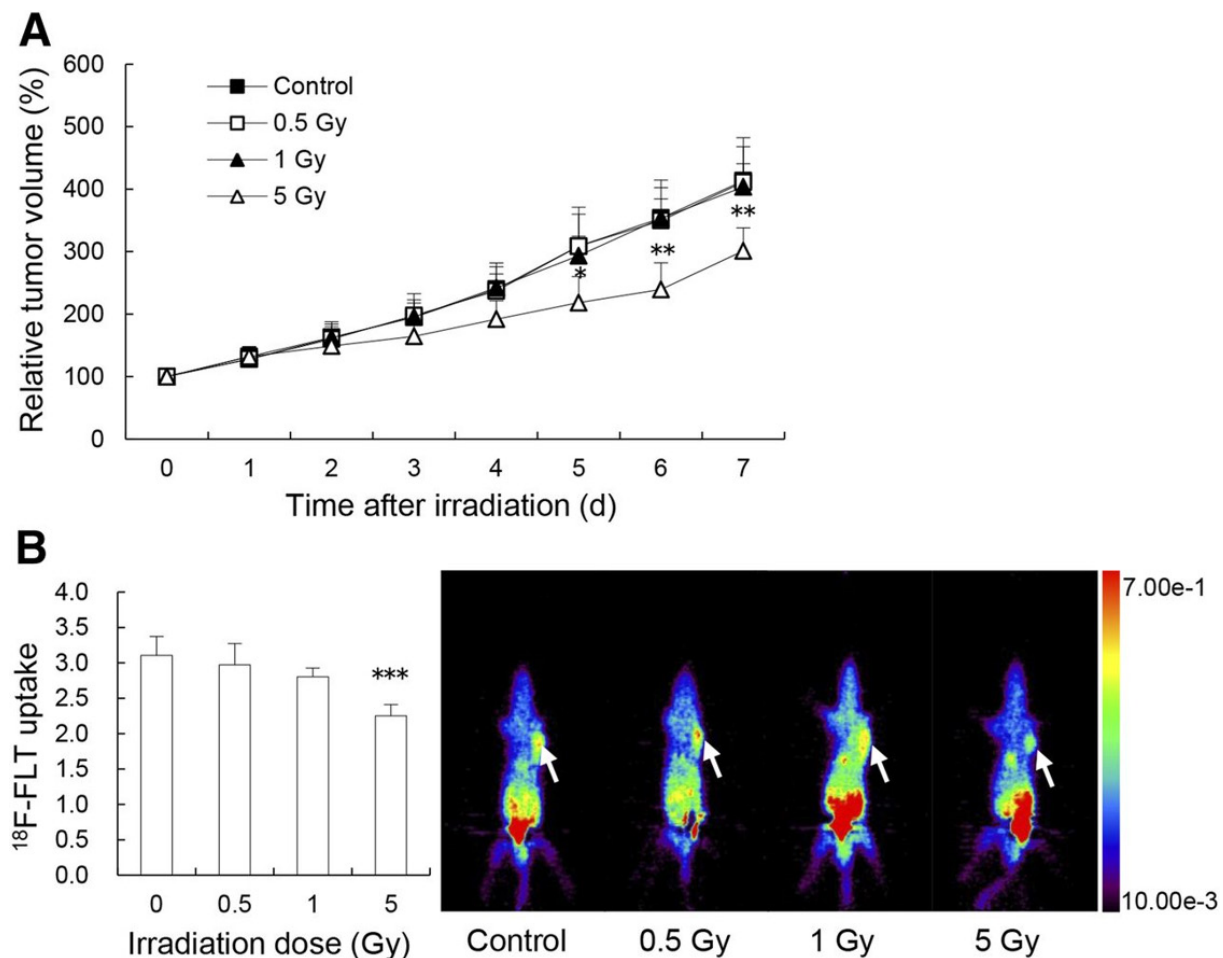 A
Relative tumor volume (%)
600
500
400
300
200
100
0
Control
0.5 Gy
1 Gy
5 Gy
*
**
**
0 1 2 3 4 5 6 7
Time after irradiation (d)
B
¹⁸F-FLT uptake
4.0
3.5
3.0
2.5
2.0
1.5
1.0
0.5
0.0
***
0 0.5 1 5
Irradiation dose (Gy)
7.00e-1
10.00e-3
Control 0.5 Gy 1 Gy 5 Gy